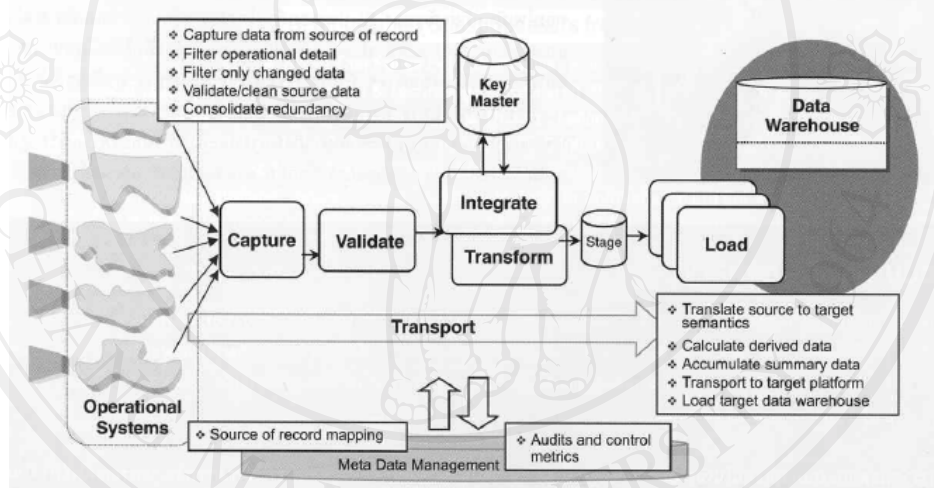 ❖ Capture data from source of record
❖ Filter operational detail
❖ Filter only changed data
❖ Validate/clean source data
❖ Consolidate redundancy
Key
Master
Data
Warehouse
Capture
Validate
Integrate
Transform
Stage
Load
Transport
❖ Translate source to target
semantics
❖ Calculate derived data
❖ Accumulate summary data
❖ Transport to target platform
❖ Load target data warehouse
Operational
Systems
❖ Source of record mapping
❖ Audits and control
metrics
Meta Data Management
1964